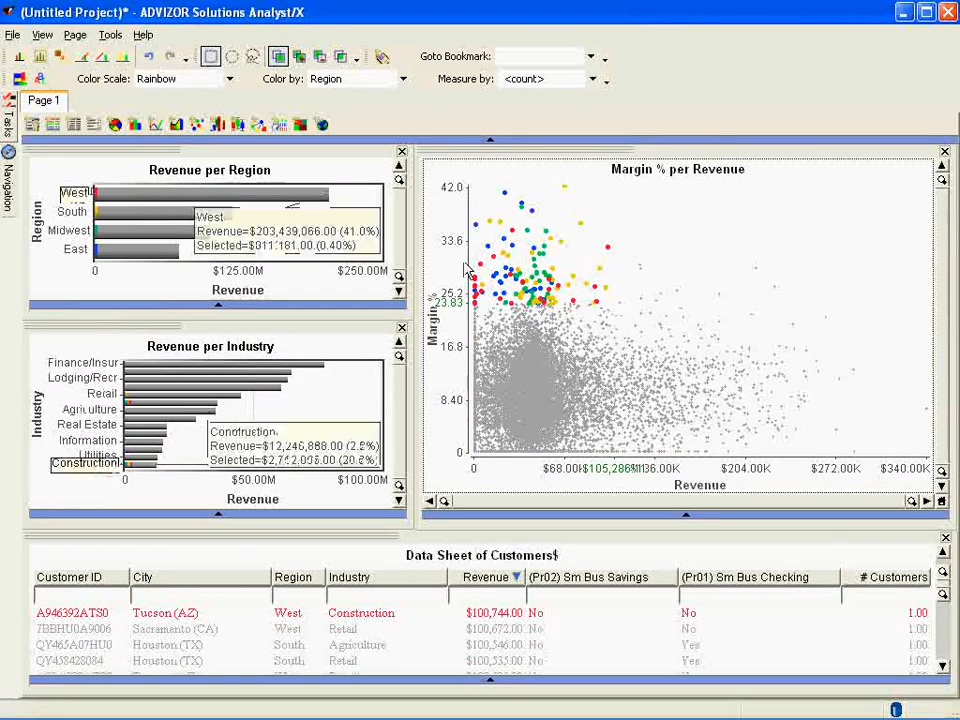 (Untitled Project)* - ADVIZOR Solutions Analyst/X
File View Page Tools Help
Goto Bookmark:
Color Scale: Rainbow Color by: Region Measure by: <count>
Page 1
Tasks
Navigation
Revenue per Region
Region
West
South
Midwest
East
West
Revenue=$203,439,066.00 (41.0%)
0 $125.00M $250.00M
Revenue
Revenue per Industry
Industry
Finance/Insur
Lodging/Recr
Retail
Agriculture
Real Estate
Information
Utilities
Construction
Construction
0 $50.00M $100.00M
Revenue
Margin % per Revenue
Margin %
42.0
33.6
25.2
23.83
16.8
8.40
0
0 $204.00K $272.00K $340.00K
Revenue
Data Sheet of Customers$
Customer ID City Region Industry Revenue (Pr02) Sm Bus Savings (Pr01) Sm Bus Checking # Customers
A946392ATS0 Tucson (AZ) West Construction $100,744.00 No No 1.00
7BBHU0A9006 Sacramento (CA) West Retail $100,672.00 No No 1.00
QY465A07HU0 Houston (TX) South Agriculture $100,545.00 No Yes 1.00
QY458428084 Houston (TX) South Retail $100,535.00 No Yes 1.00